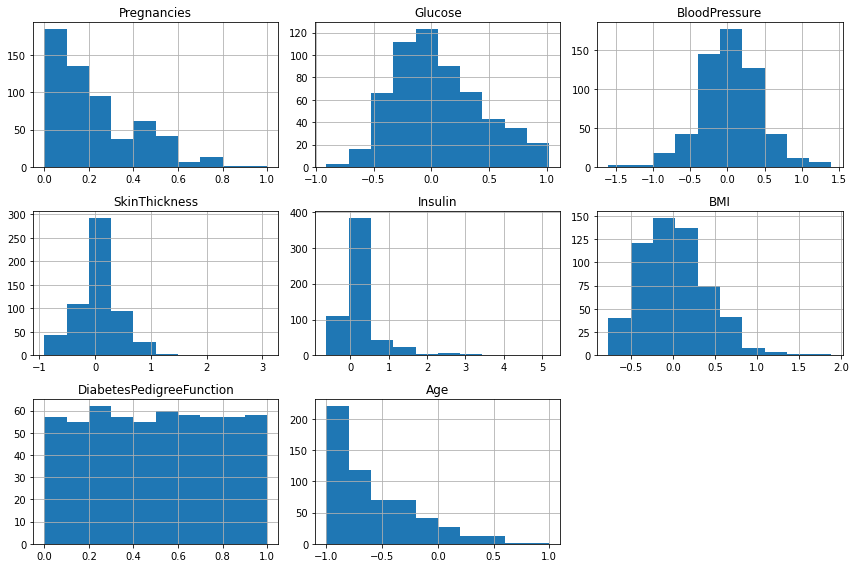 Pregnancies
150
100
50
0
0.0 0.2 0.4 0.6 0.8 1.0
Glucose
120
100
80
60
40
20
0
−1.0 −0.5 0.0 0.5 1.0
BloodPressure
150
100
50
0
−1.5 −1.0 −0.5 0.0 0.5 1.0 1.5
SkinThickness
300
250
200
150
100
50
0
−1 0 1 2 3
Insulin
400
300
200
100
0
0 1 2 3 4 5
BMI
150
125
100
75
50
25
0
−0.5 0.0 0.5 1.0 1.5 2.0
DiabetesPedigreeFunction
60
50
40
30
20
10
0
0.0 0.2 0.4 0.6 0.8 1.0
Age
200
150
100
50
0
−1.0 −0.5 0.0 0.5 1.0